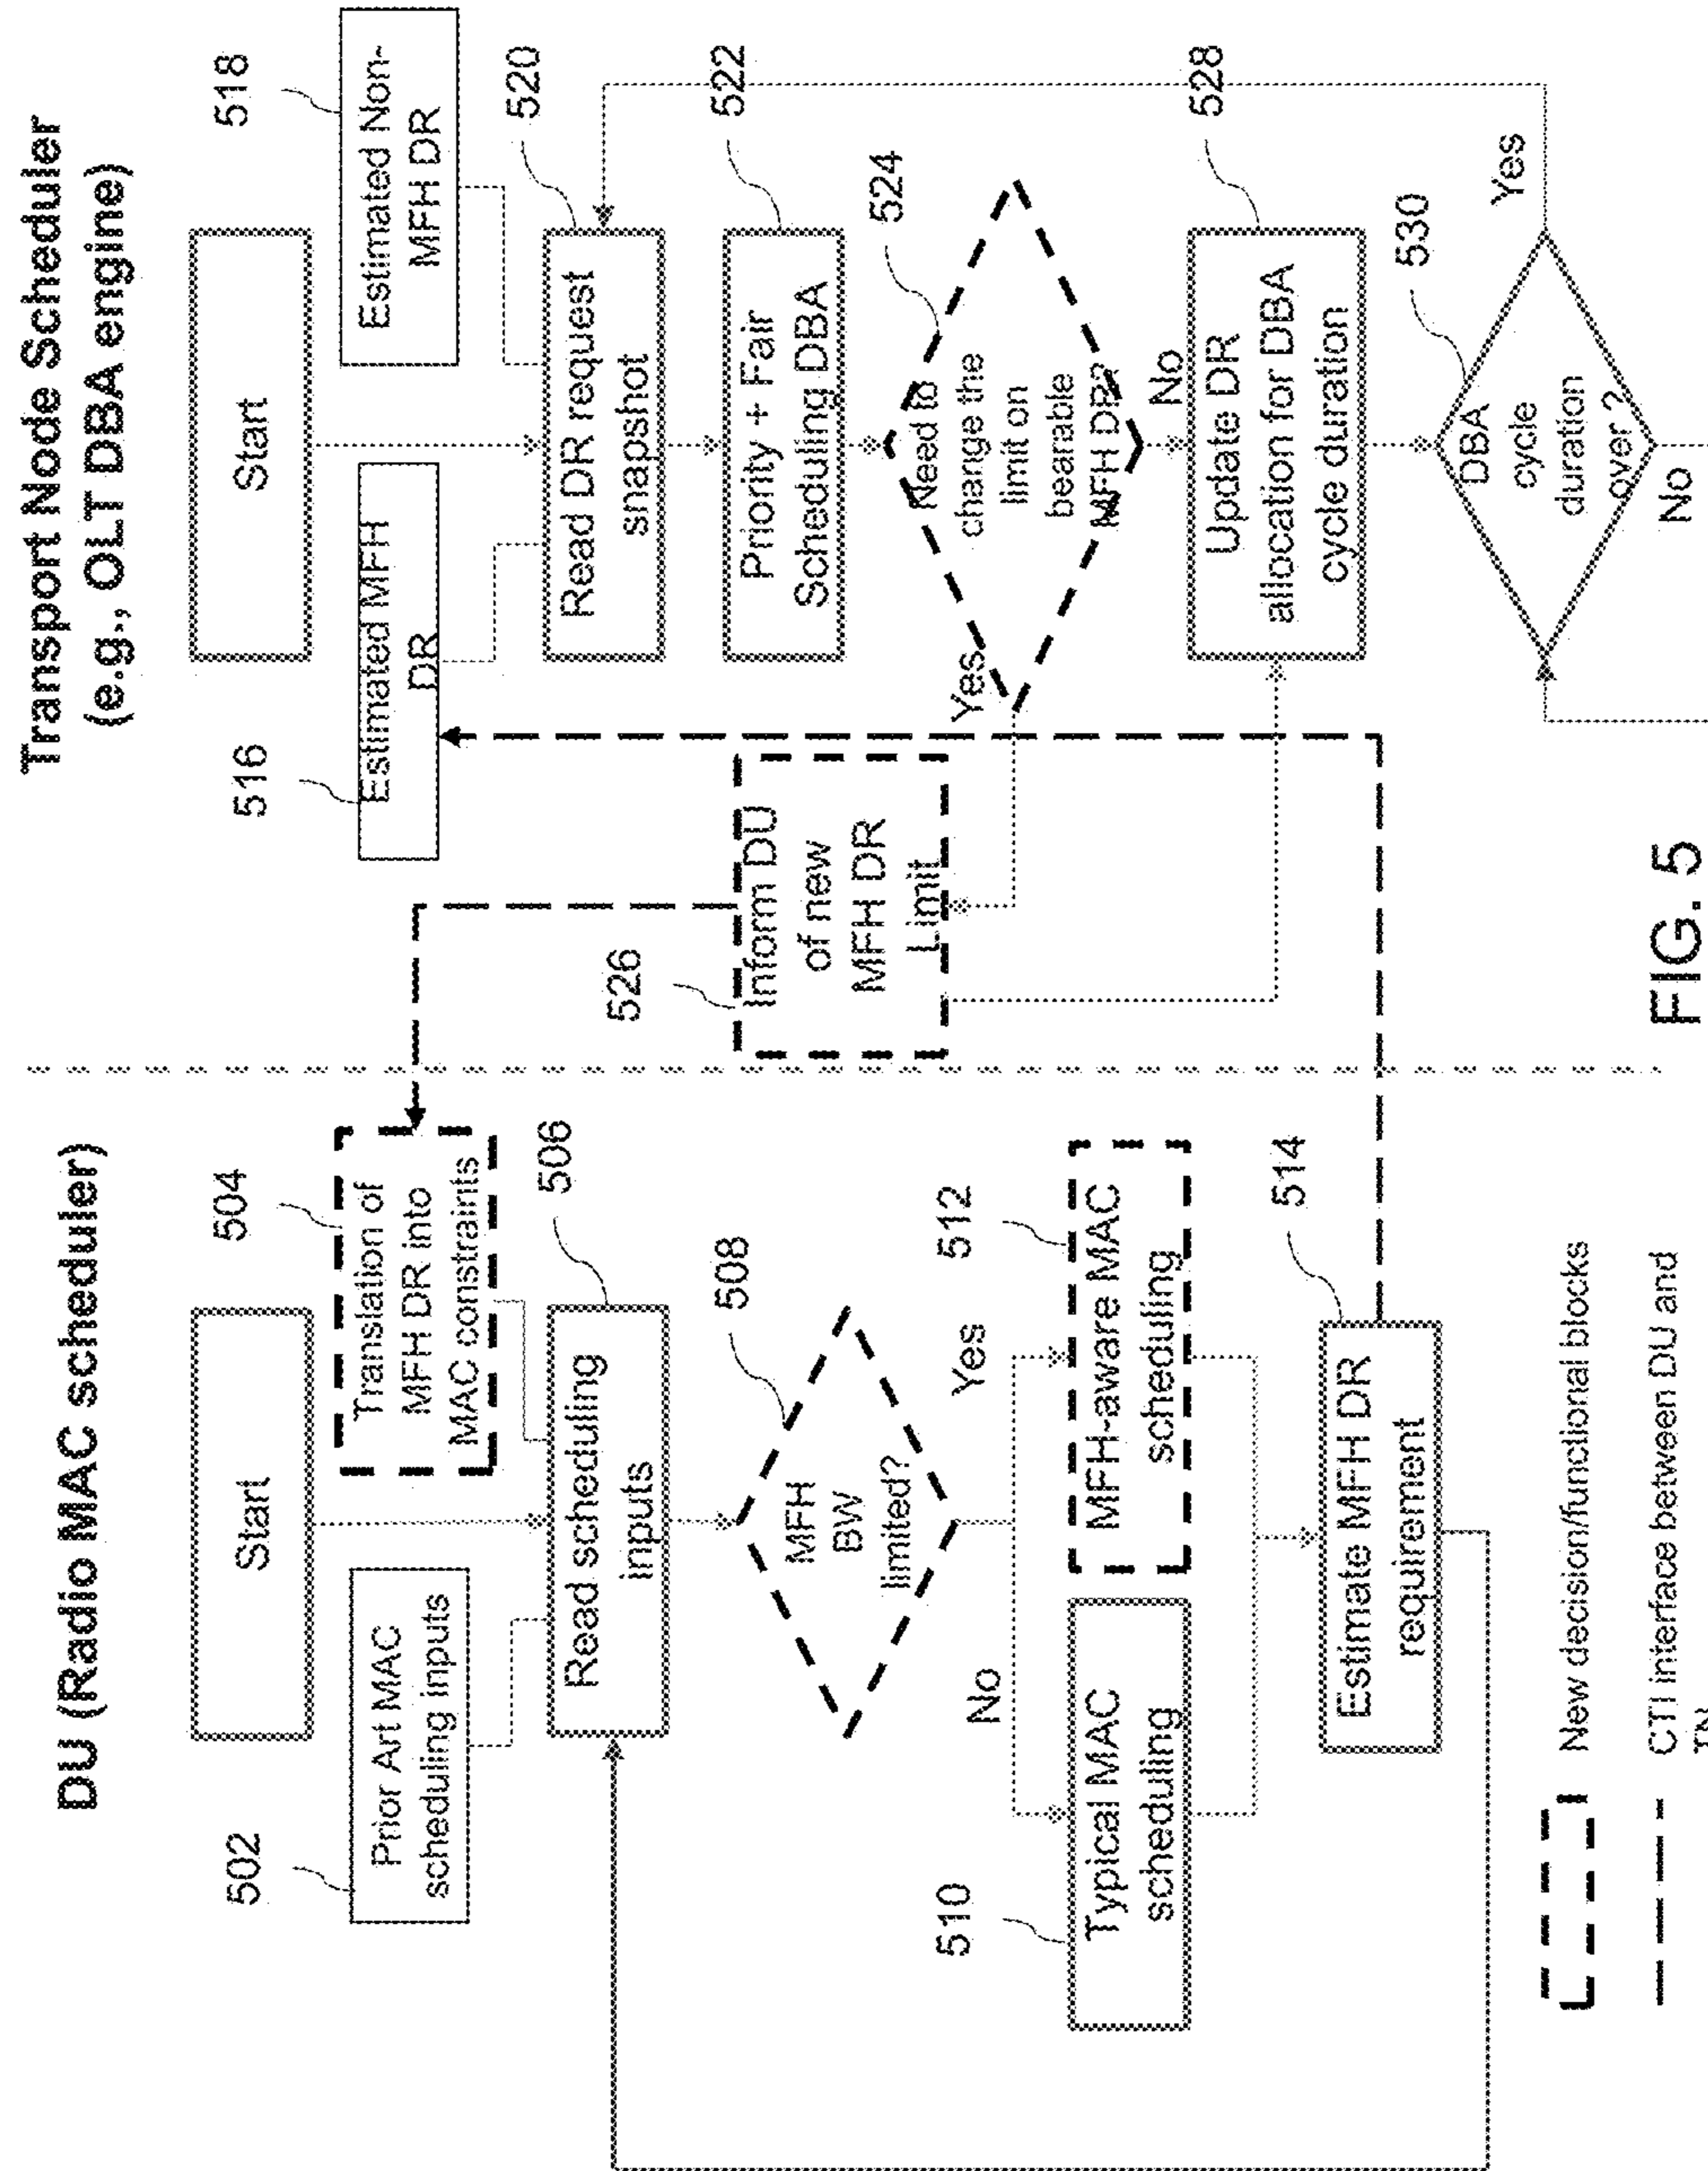 DU (Radio MAC scheduler)
Start
502
Prior Art MAC
scheduling inputs
504
Translation of
MFH DR into
MAC constraints
506
Read scheduling
inputs
508
MFH
BW
limited?
No
Yes
510
Typical MAC
scheduling
512
MFH-aware MAC
scheduling
514
Estimate MFH DR
requirement
New decision/functional blocks
CTI interface between DU and
TN
Transport Node Scheduler
(e.g., OLT DBA engine)
Start
516
Estimated MFH
DR
518
Estimated Non-
MFH DR
520
Read DR request
snapshot
522
Priority + Fair
Scheduling DBA
524
Need to
change the
limit on
bearable
MFH DR?
Yes
No
526
Inform DU
of new
MFH DR
Limit
528
Update DR
allocation for DBA
cycle duration
530
DBA
cycle
duration
over ?
Yes
No
FIG. 5